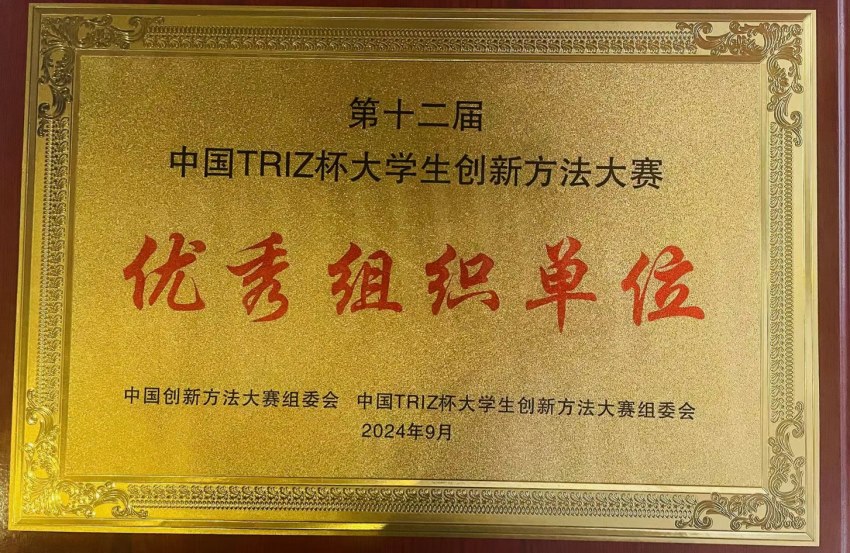 第十二届
中国TRIZ杯大学生创新方法大赛
优秀组织单位
中国创新方法大赛组委会 中国TRIZ杯大学生创新方法大赛组委会
2024年9月